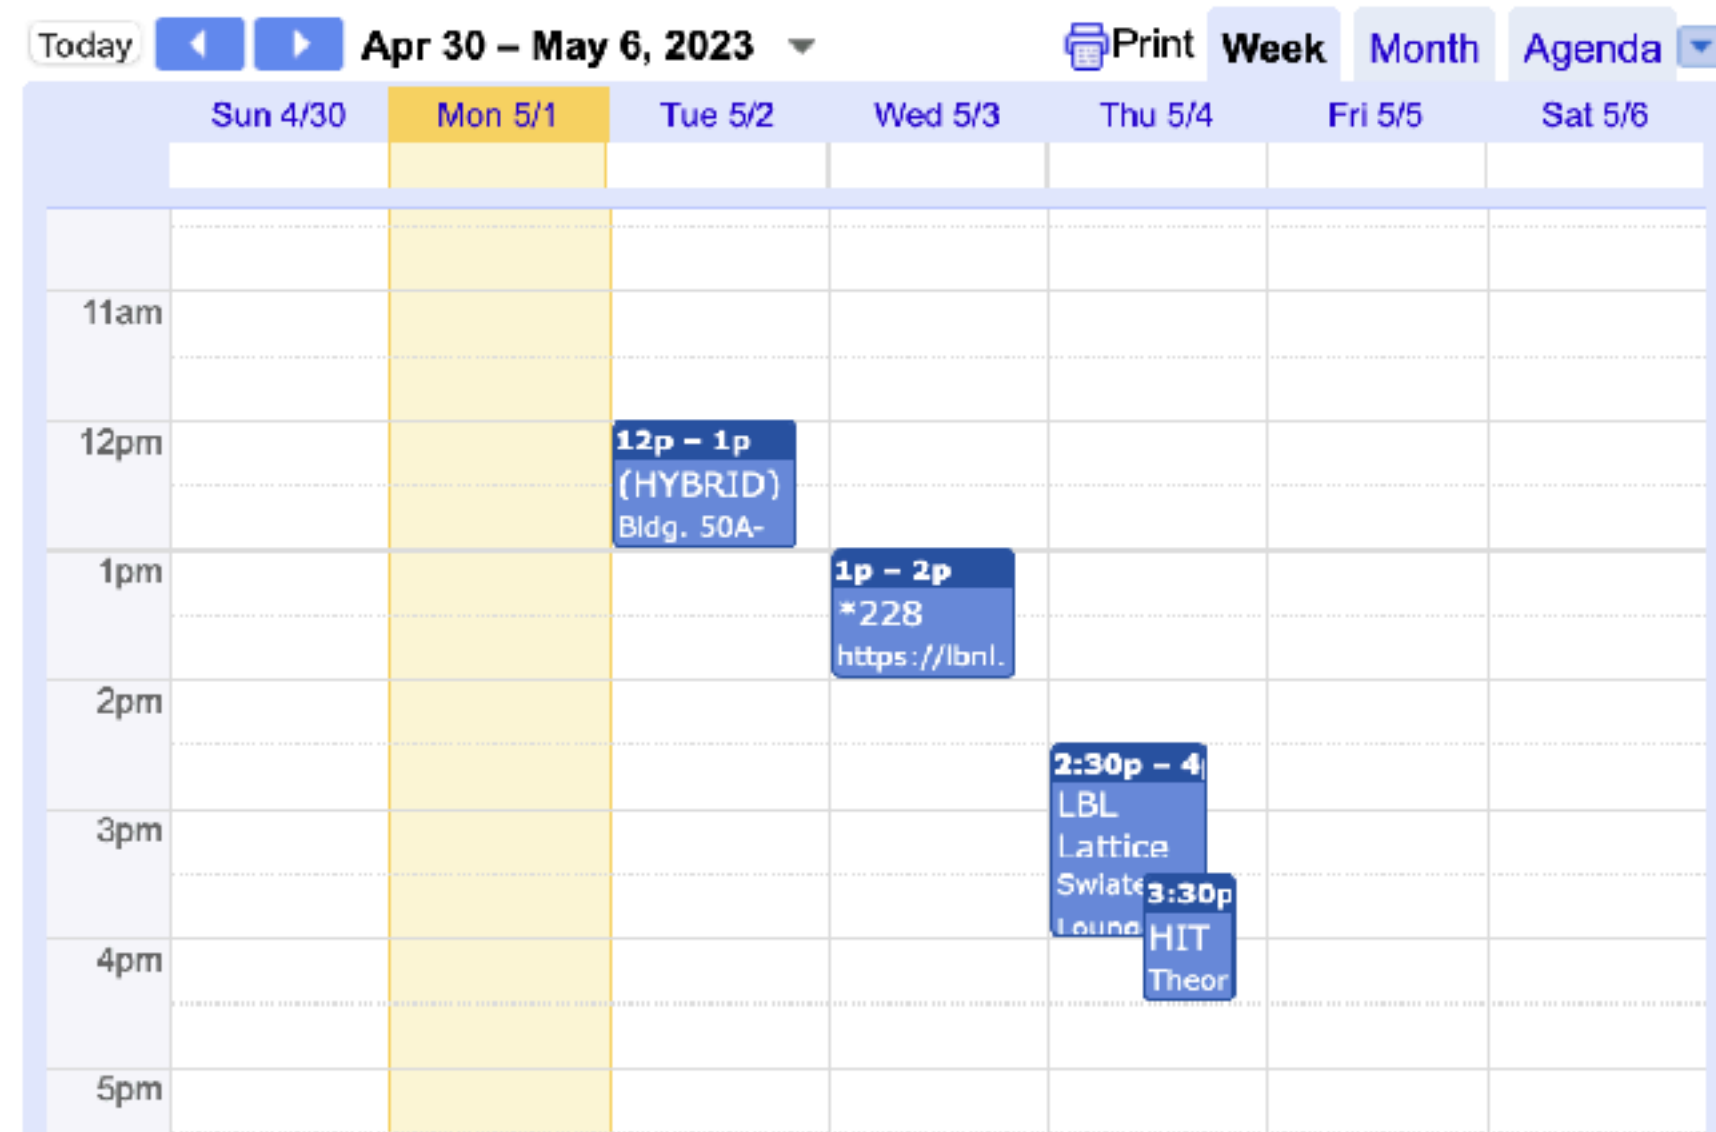 Today Apr 30 – May 6, 2023 Print Week Month Agenda
Sun 4/30 Mon 5/1 Tue 5/2 Wed 5/3 Thu 5/4 Fri 5/5 Sat 5/6
11am
12pm
12p – 1p
(HYBRID)
Bldg. 50A-
1pm
1p – 2p
*228
https://lbnl.
2pm
2:30p – 4
LBL
Lattice
3pm
Swiate
Loung
3:30p
HIT
Theor
4pm
5pm